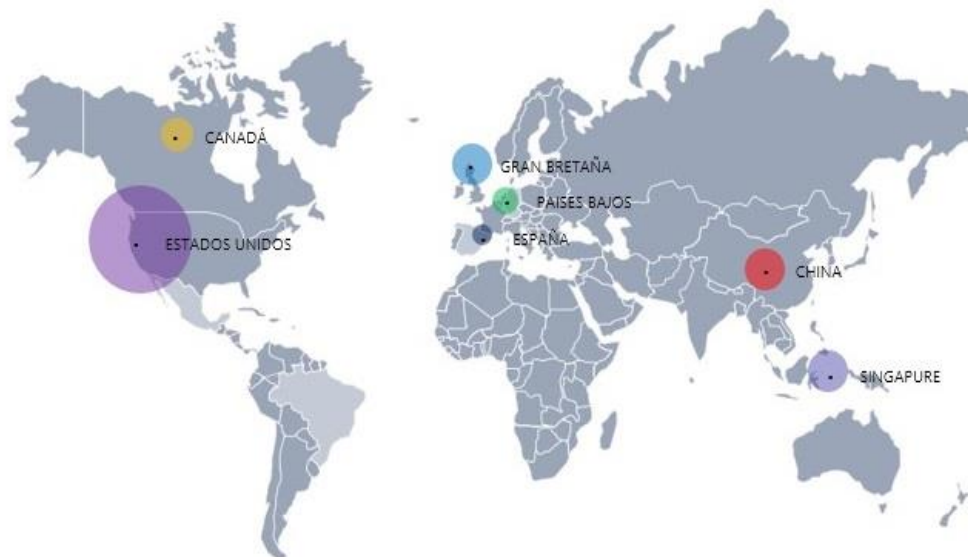 CANADÁ
GRAN BRETAÑA
PAISES BAJOS
ESTADOS UNIDOS
ESPAÑA
CHINA
SINGAPURE